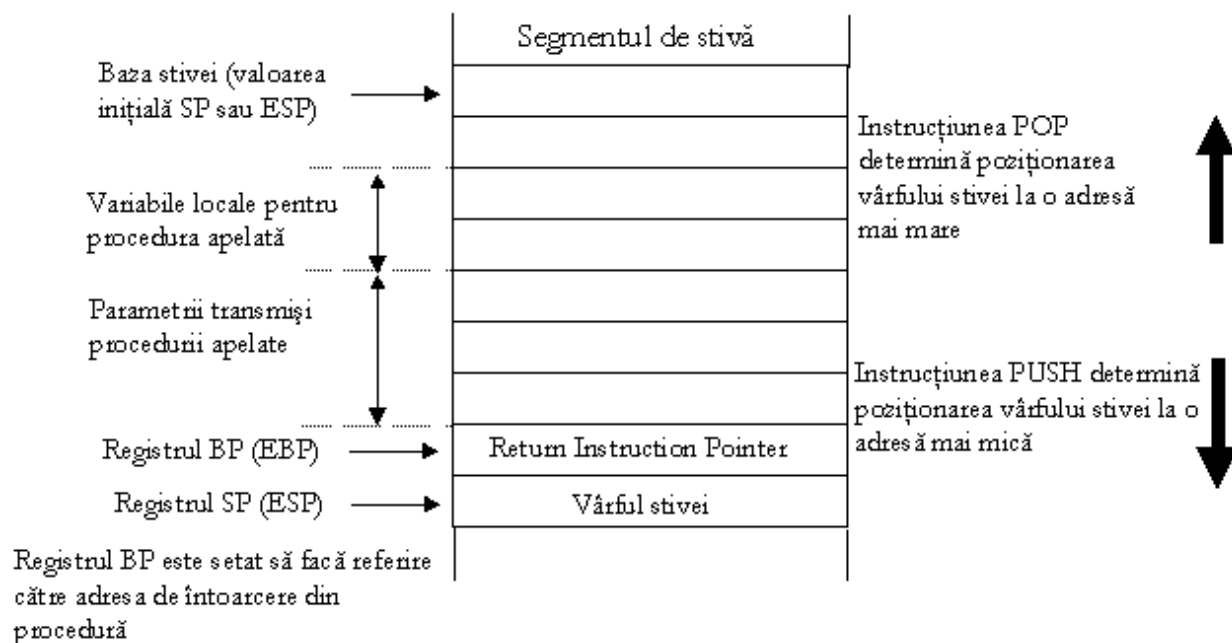 Segmentul de stivă
Baza stivei (valoarea
inițială SP sau ESP)
Instrucțiunea POP
determină poziționarea
vârfului stivei la o adresă
mai mare
Variabile locale pentru
procedura apelată
Parametrii transmişi
procedurii apelate
Instrucțiunea PUSH determină
poziționarea vârfului stivei la o
adresă mai mică
Registrul BP (EBP)
Return Instruction Pointer
Registrul SP (ESP)
Vârful stivei
Registrul BP este setat să facă referire
către adresa de întoarcere din
procedură